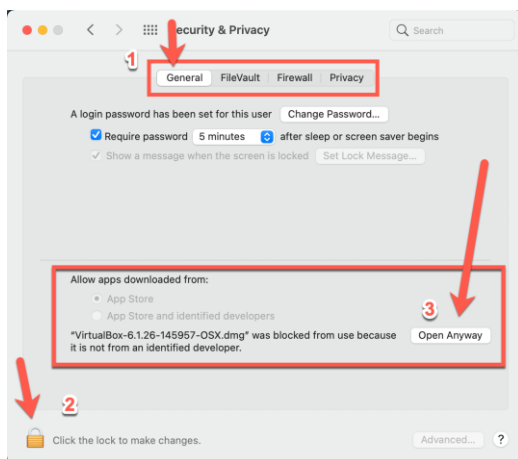 Security & Privacy
Search
1
General FileVault Firewall Privacy
A login password has been set for this user Change Password...
Require password 5 minutes after sleep or screen saver begins
Show a message when the screen is locked Set Lock Message...
Allow apps downloaded from:
App Store
App Store and identified developers
3
"VirtualBox-6.1.26-145957-OSX.dmg" was blocked from use because Open Anyway
it is not from an identified developer.
2
Click the lock to make changes.
Advanced... ?